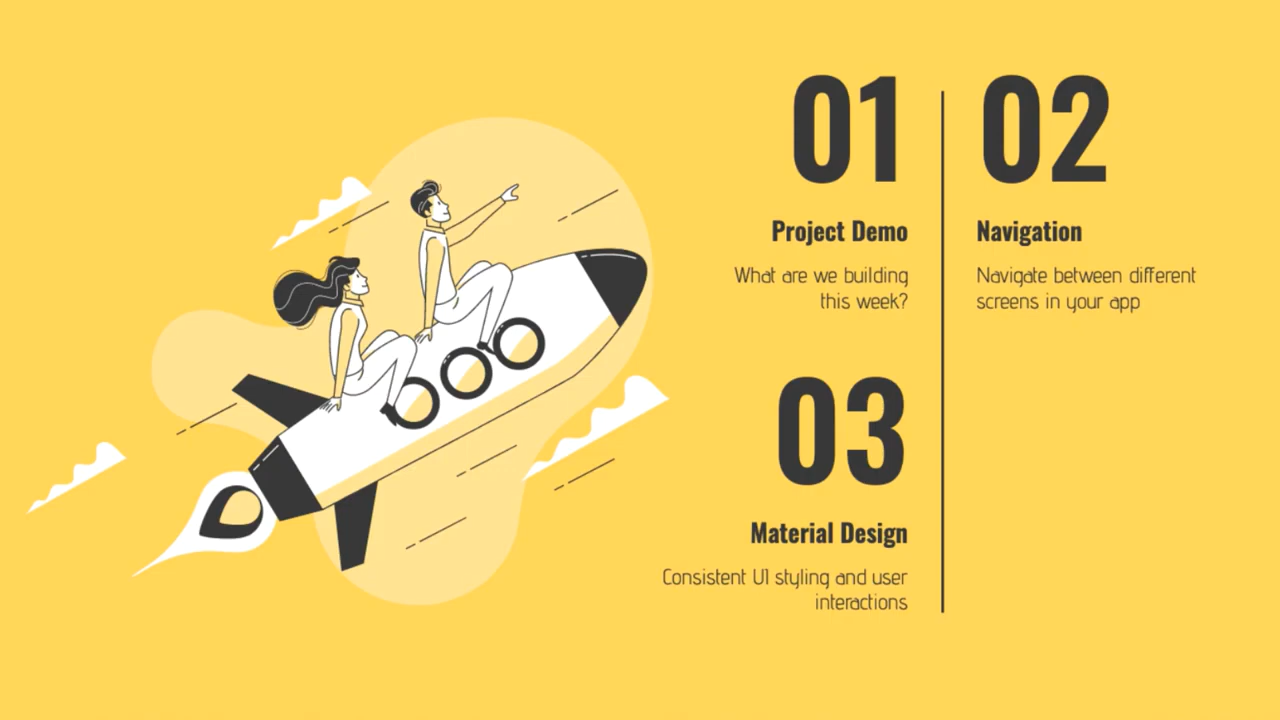 01
Project Demo
What are we building
this week?
02
Navigation
Navigate between different
screens in your app
03
Material Design
Consistent UI styling and user
interactions